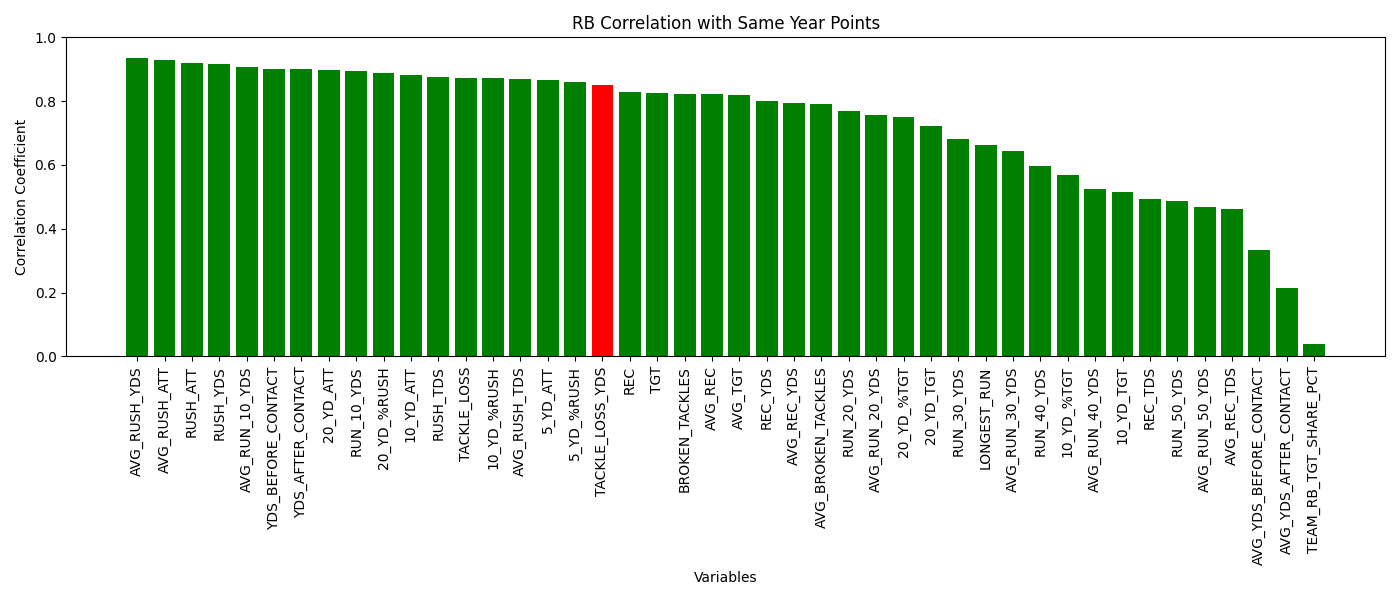 RB Correlation with Same Year Points
Correlation Coefficient
1.0
0.8
0.6
0.4
0.2
0.0
AVG_RUSH_YDS
AVG_RUSH_ATT
RUSH_ATT
RUSH_YDS
AVG_RUN_10_YDS
YDS_BEFORE_CONTACT
YDS_AFTER_CONTACT
20_YD_ATT
RUN_10_YDS
20_YD_%RUSH
10_YD_ATT
RUSH_TDS
TACKLE_LOSS
10_YD_%RUSH
AVG_RUSH_TDS
5_YD_ATT
5_YD_%RUSH
TACKLE_LOSS_YDS
REC
TGT
BROKEN_TACKLES
AVG_REC
AVG_TGT
REC_YDS
AVG_REC_YDS
AVG_BROKEN_TACKLES
RUN_20_YDS
AVG_RUN_20_YDS
20_YD_%TGT
20_YD_TGT
RUN_30_YDS
LONGEST_RUN
AVG_RUN_30_YDS
RUN_40_YDS
10_YD_%TGT
AVG_RUN_40_YDS
10_YD_TGT
REC_TDS
RUN_50_YDS
AVG_RUN_50_YDS
AVG_REC_TDS
AVG_YDS_BEFORE_CONTACT
AVG_YDS_AFTER_CONTACT
TEAM_RB_TGT_SHARE_PCT
Variables